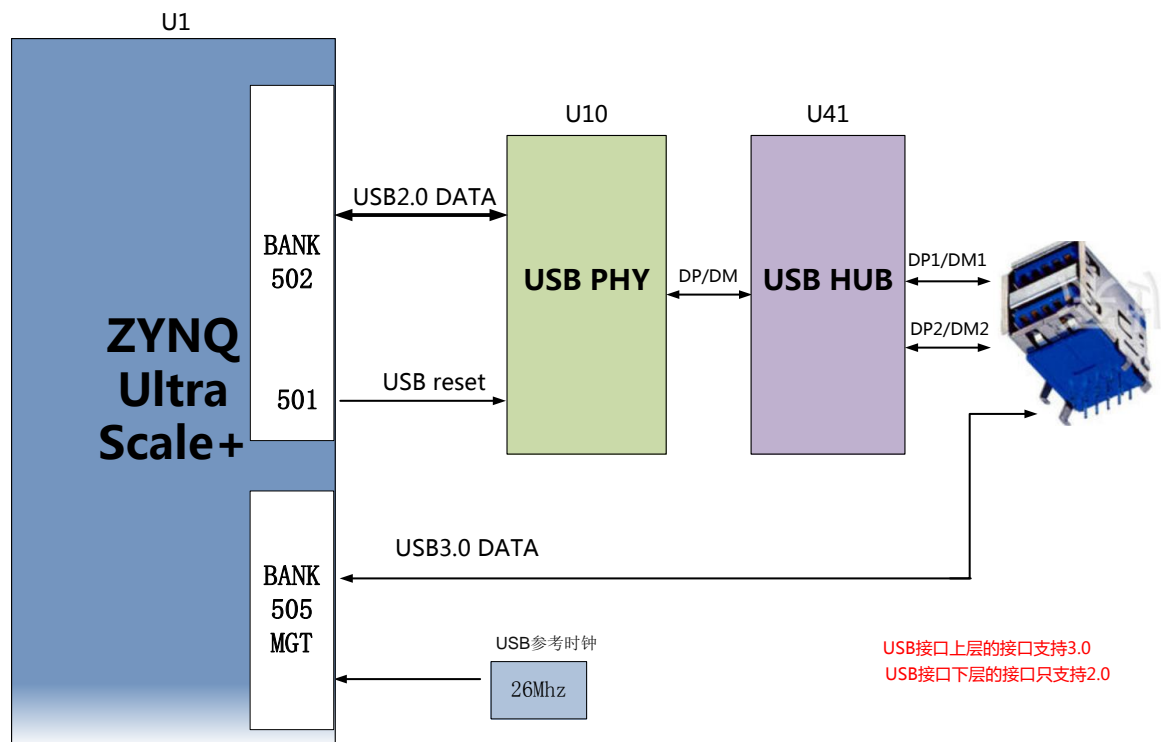 U1
U10
U41
USB2.0 DATA
BANK
502
USB PHY
DP/DM
USB HUB
DP1/DM1
DP2/DM2
ZYNQ
Ultra
Scale+
501
USB reset
USB3.0 DATA
BANK
505
MGT
USB参考时钟
26Mhz
USB接口上层的接口支持3.0
USB接口下层的接口只支持2.0